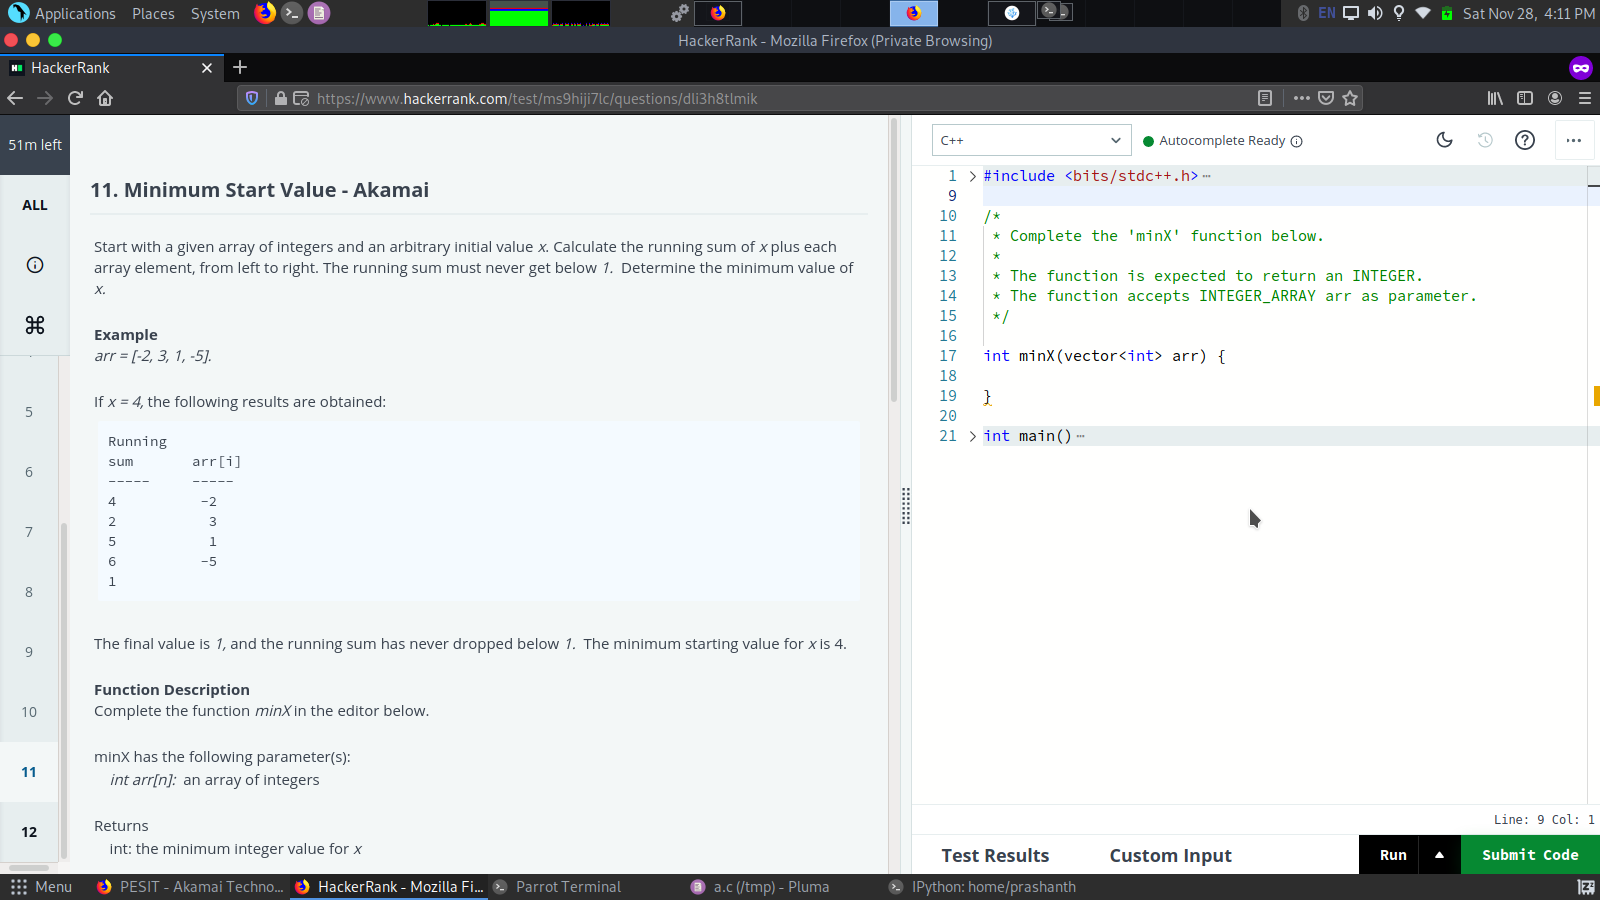 Applications Places System
EN Sat Nov 28, 4:11 PM
HackerRank - Mozilla Firefox (Private Browsing)
HackerRank
https://www.hackerrank.com/test/ms9hiji7lc/questions/dli3h8tlmik
51m left
ALL
5
6
7
8
9
10
11
12
11. Minimum Start Value - Akamai
Start with a given array of integers and an arbitrary initial value x. Calculate the running sum of x plus each
array element, from left to right. The running sum must never get below 1. Determine the minimum value of
x.
Example
arr = [-2, 3, 1, -5].
If x = 4, the following results are obtained:
Running
sum arr[i]
----- -----
4 -2
2 3
5 1
6 -5
1
The final value is 1, and the running sum has never dropped below 1. The minimum starting value for x is 4.
Function Description
Complete the function minX in the editor below.
minX has the following parameter(s):
int arr[n]: an array of integers
Returns
int: the minimum integer value for x
C++
Autocomplete Ready
1 #include <bits/stdc++.h>
9
10 /*
11 * Complete the 'minX' function below.
12 *
13 * The function is expected to return an INTEGER.
14 * The function accepts INTEGER_ARRAY arr as parameter.
15 */
16
17 int minX(vector<int> arr) {
18
19 }
20
21 int main()
Line: 9 Col: 1
Test Results Custom Input Run Submit Code
Menu PESIT - Akamai Techno... HackerRank - Mozilla Fi... Parrot Terminal a.c (/tmp) - Pluma IPython: home/prashanth